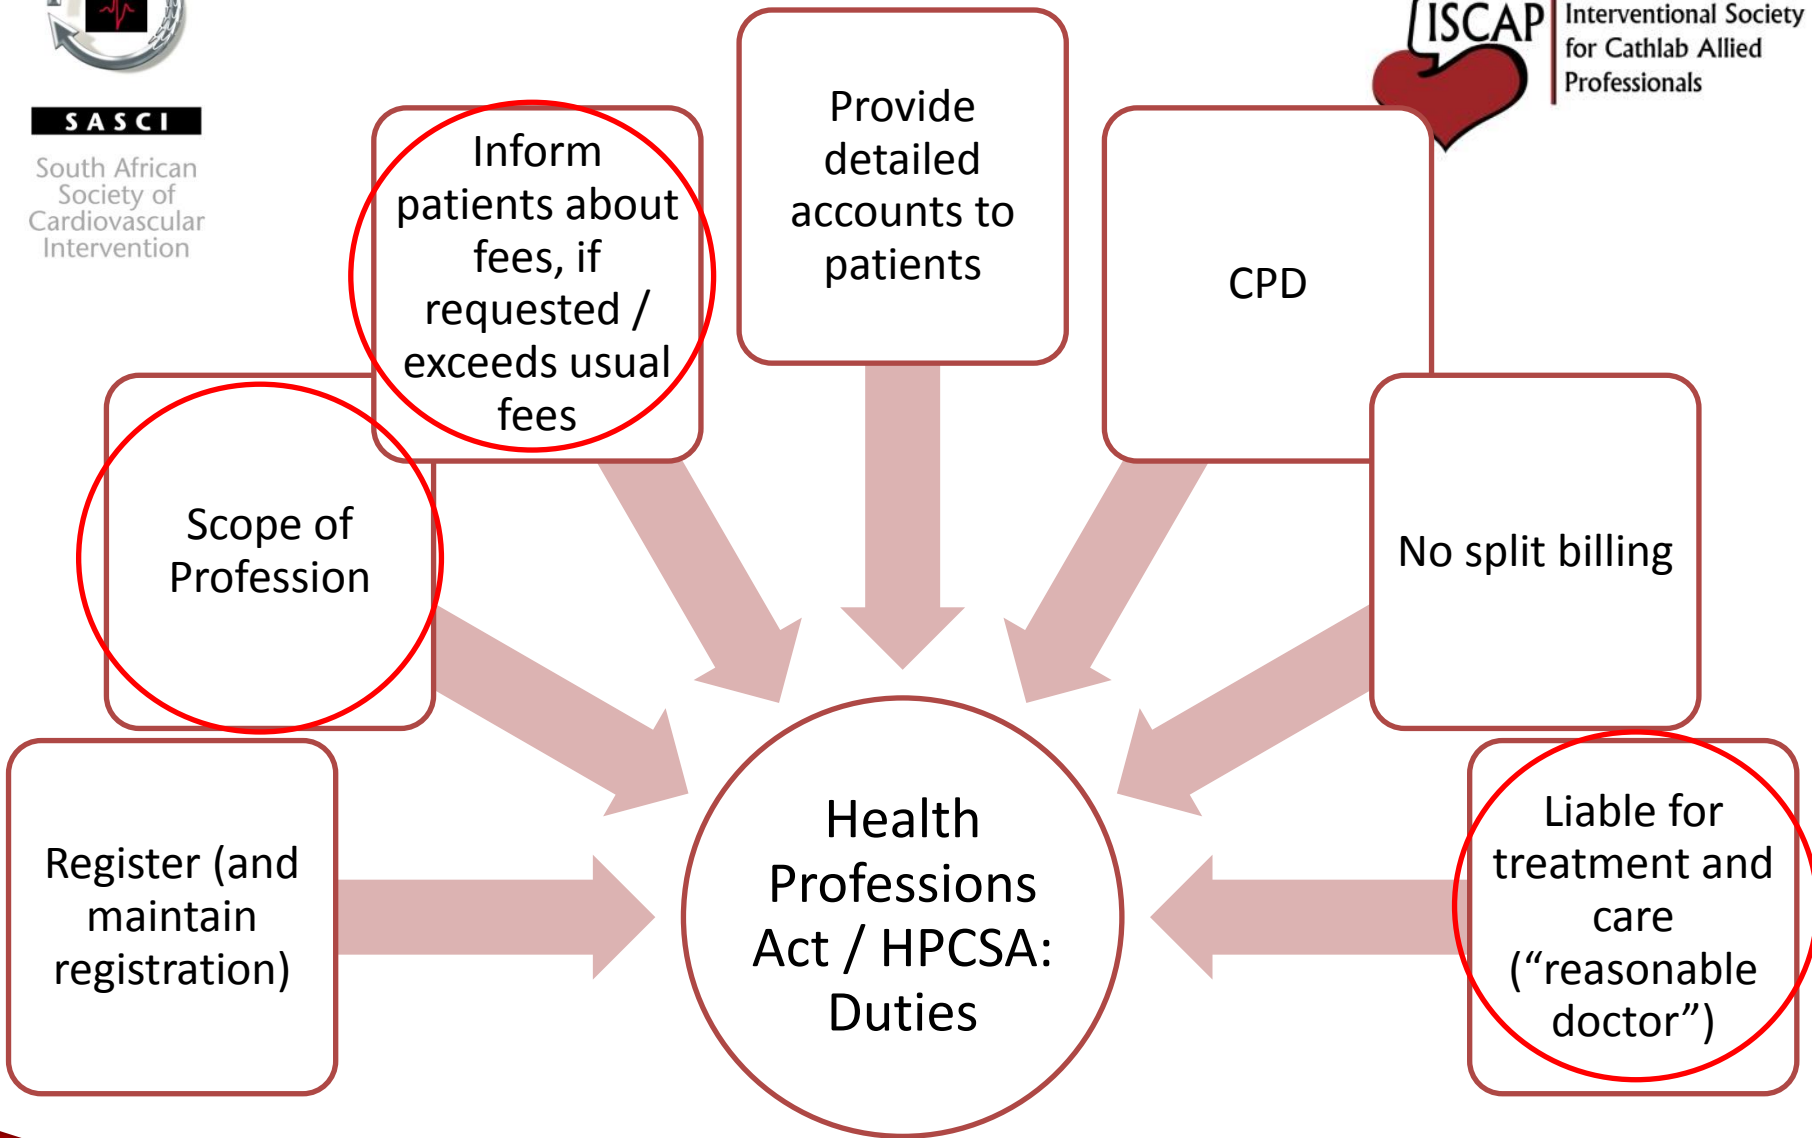 SASCI
South African
Society of
Cardiovascular
Intervention
ISCAP
Interventional Society
for Cathlab Allied
Professionals
Inform
patients about
fees, if
requested /
exceeds usual
fees
Provide
detailed
accounts to
patients
CPD
Scope of
Profession
No split billing
Register (and
maintain
registration)
Health
Professions
Act / HPCSA:
Duties
Liable for
treatment and
care
(“reasonable
doctor”)